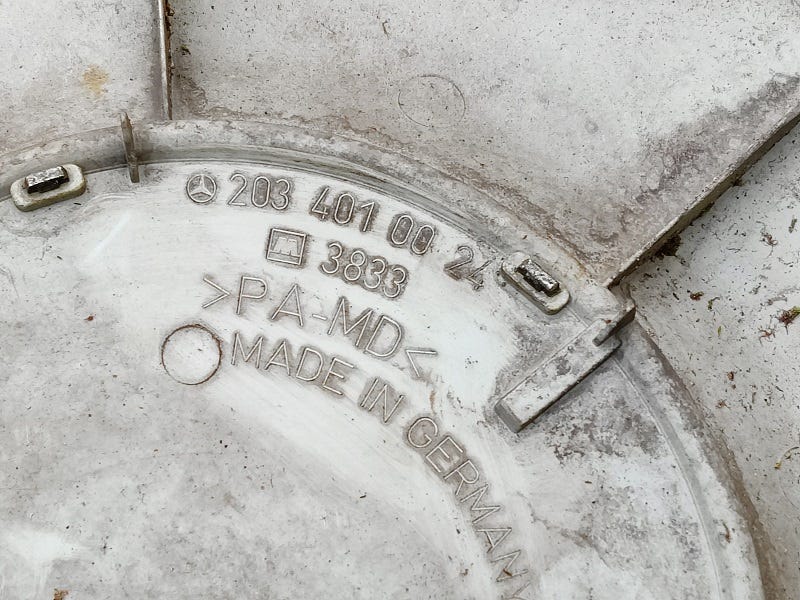 203 401 00 24
3833
>PA-MD<
MADE IN GERMANY